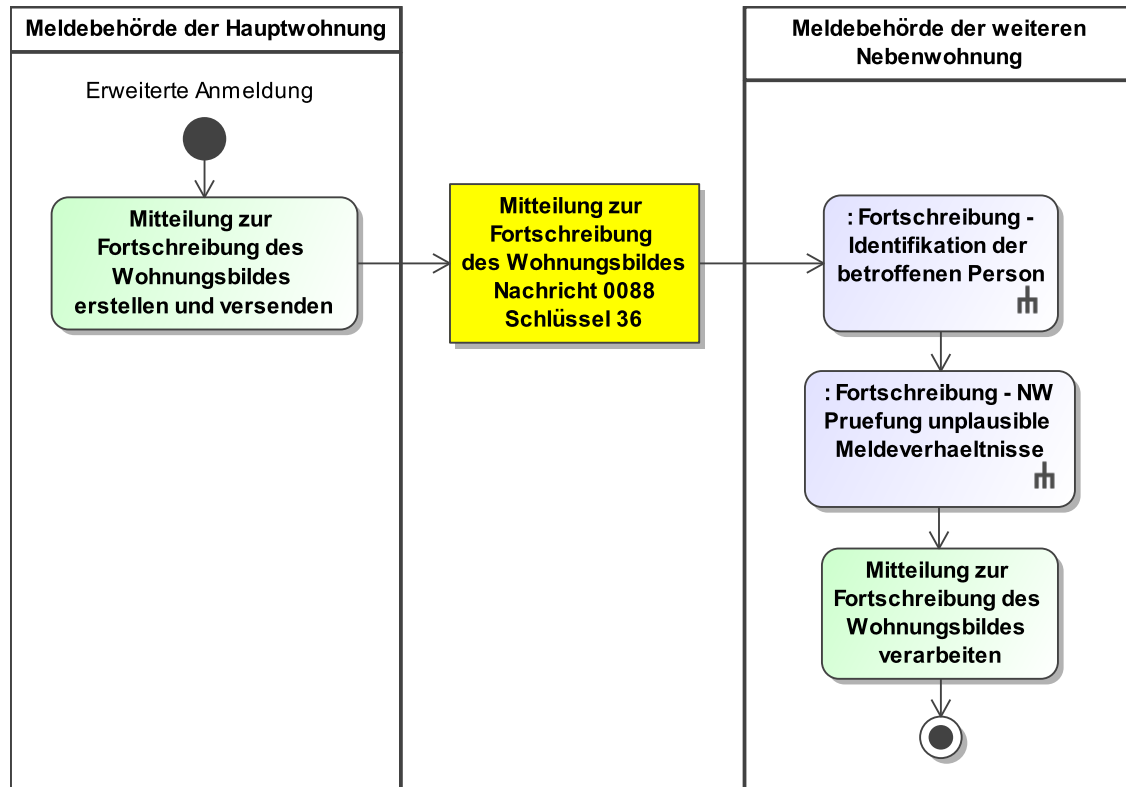 Meldebehörde der Hauptwohnung
Erweiterte Anmeldung
Mitteilung zur
Fortschreibung des
Wohnungsbildes
erstellen und versenden
Mitteilung zur
Fortschreibung
des Wohnungsbildes
Nachricht 0088
Schlüssel 36
Meldebehörde der weiteren
Nebenwohnung
: Fortschreibung -
Identifikation der
betroffenen Person
: Fortschreibung - NW
Pruefung unplausible
Meldeverhaeltnisse
Mitteilung zur
Fortschreibung des
Wohnungsbildes
verarbeiten